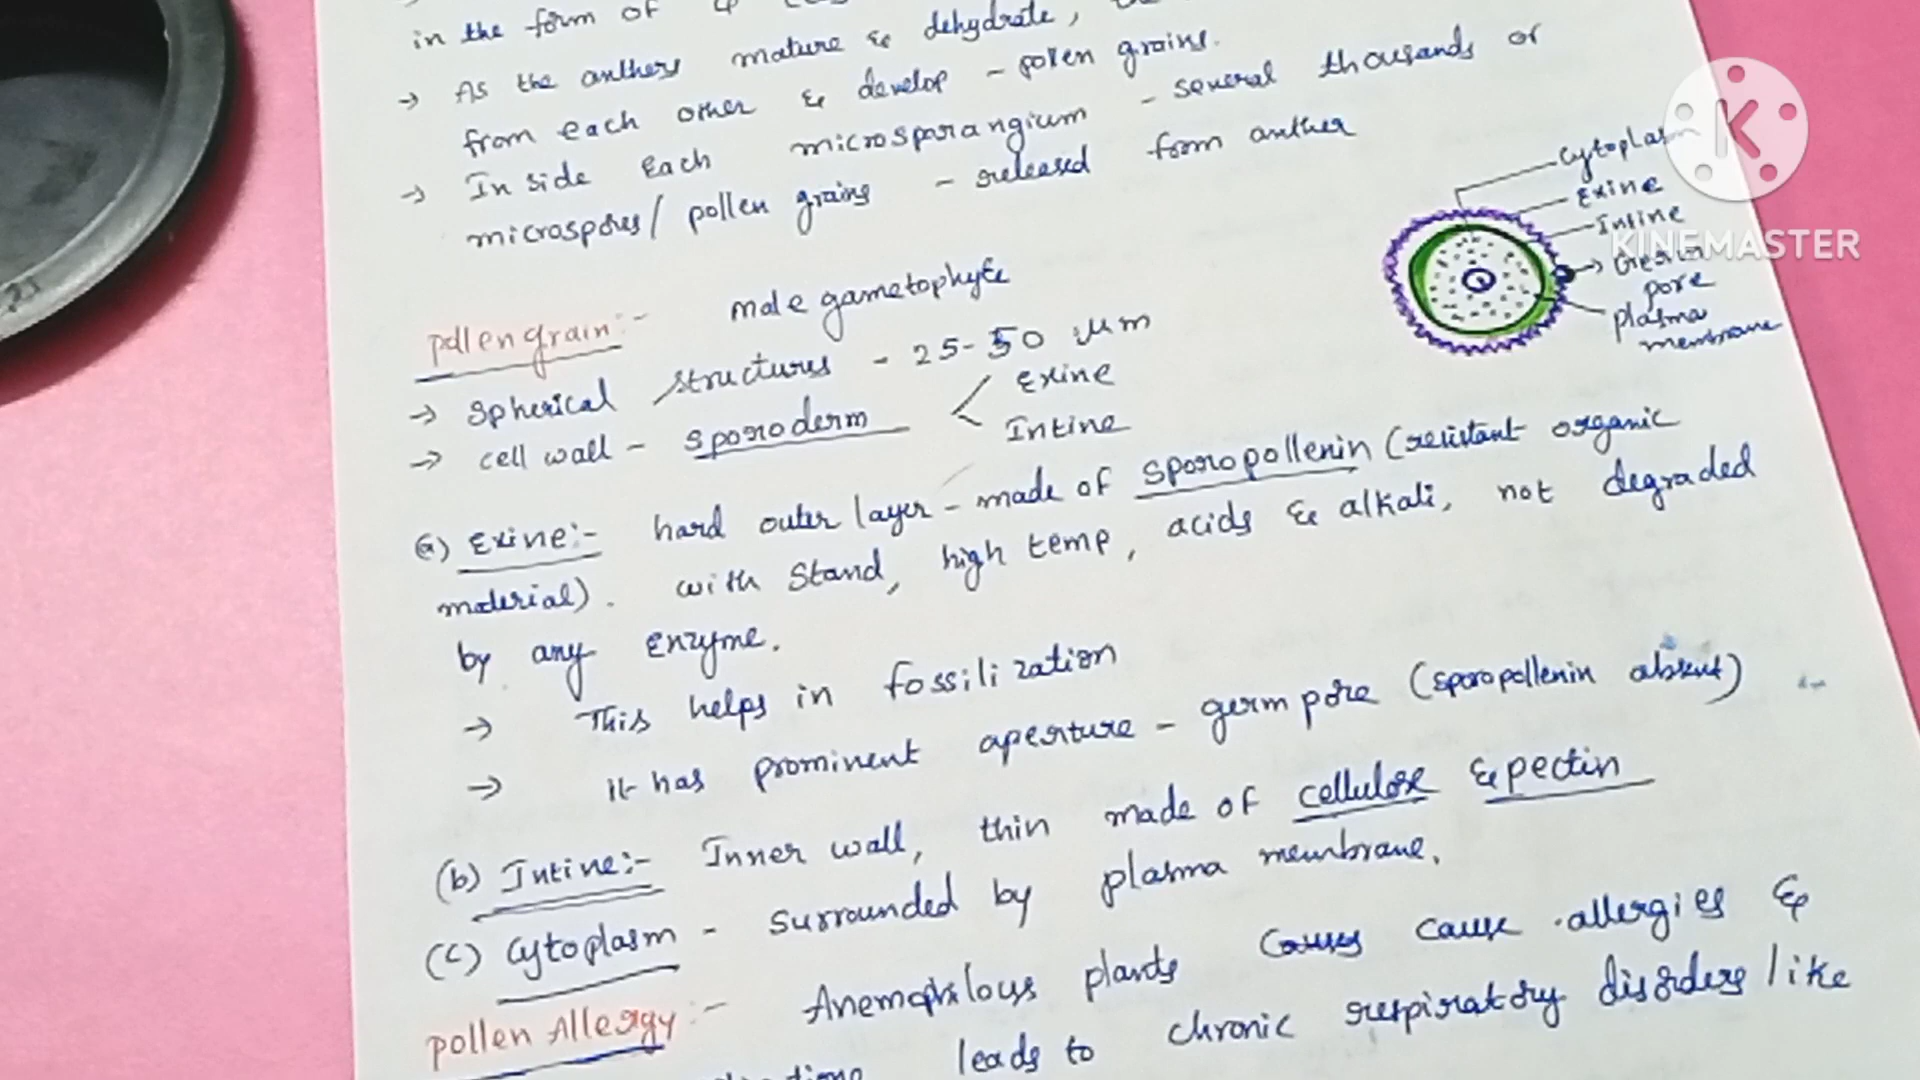 in the form of
→ As the anthers mature & dehydrate,
from each other & develop - pollen grains.
→ Inside Each microsporangium - several thousands or
microspores/ pollen grains - released from anther
pollengrain:- male gametophyte
→ spherical structures - 25-50 µm
→ cell wall - sporoderm < Exine
Intine
(a) Exine:- hard outer layer - made of sporopollenin (resistant organic
material). with stand, high temp, acids & alkali, not degraded
by any Enzyme.
→ This helps in fossilization
→ it has prominent aperture - germ pore (sporopollenin absent)
(b) Intine:- Inner wall, thin made of cellulose & pectin
(c) cytoplasm - surrounded by plasma membrane.
pollen Allergy:- Anemophilous plants causes cause allergies &
leads to chronic respiratory disorders like
cytoplasm
Exine
Intine
Germ
pore
plasma
membrane
K
KINEMASTER